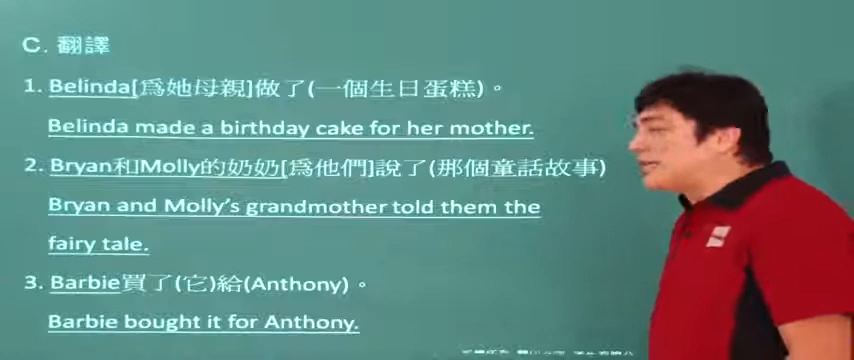 C. 翻譯
1. Belinda[爲她母親]做了(一個生日蛋糕)。
Belinda made a birthday cake for her mother.
2. Bryan和Molly的奶奶[爲他們]說了(那個童話故事)
Bryan and Molly’s grandmother told them the
fairy tale.
3. Barbie買了(它)給(Anthony)。
Barbie bought it for Anthony.